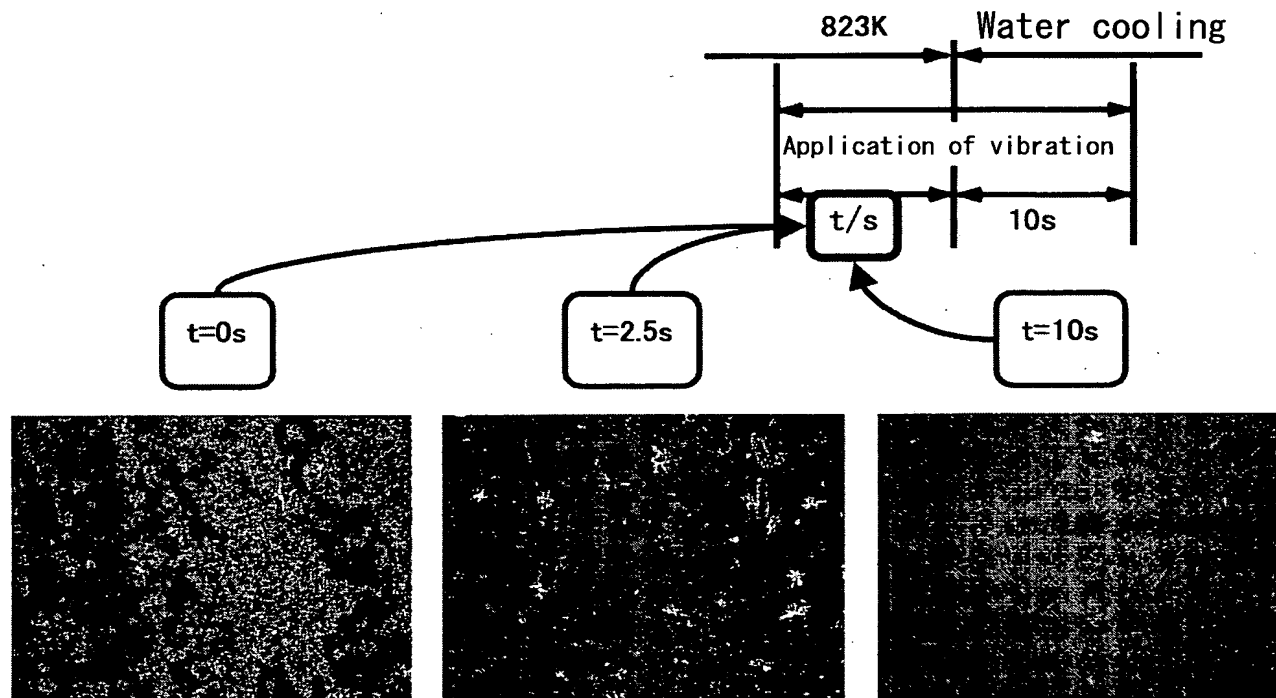 823K
Water cooling
Application of vibration
t/s
10s
t=0s
t=2.5s
t=10s